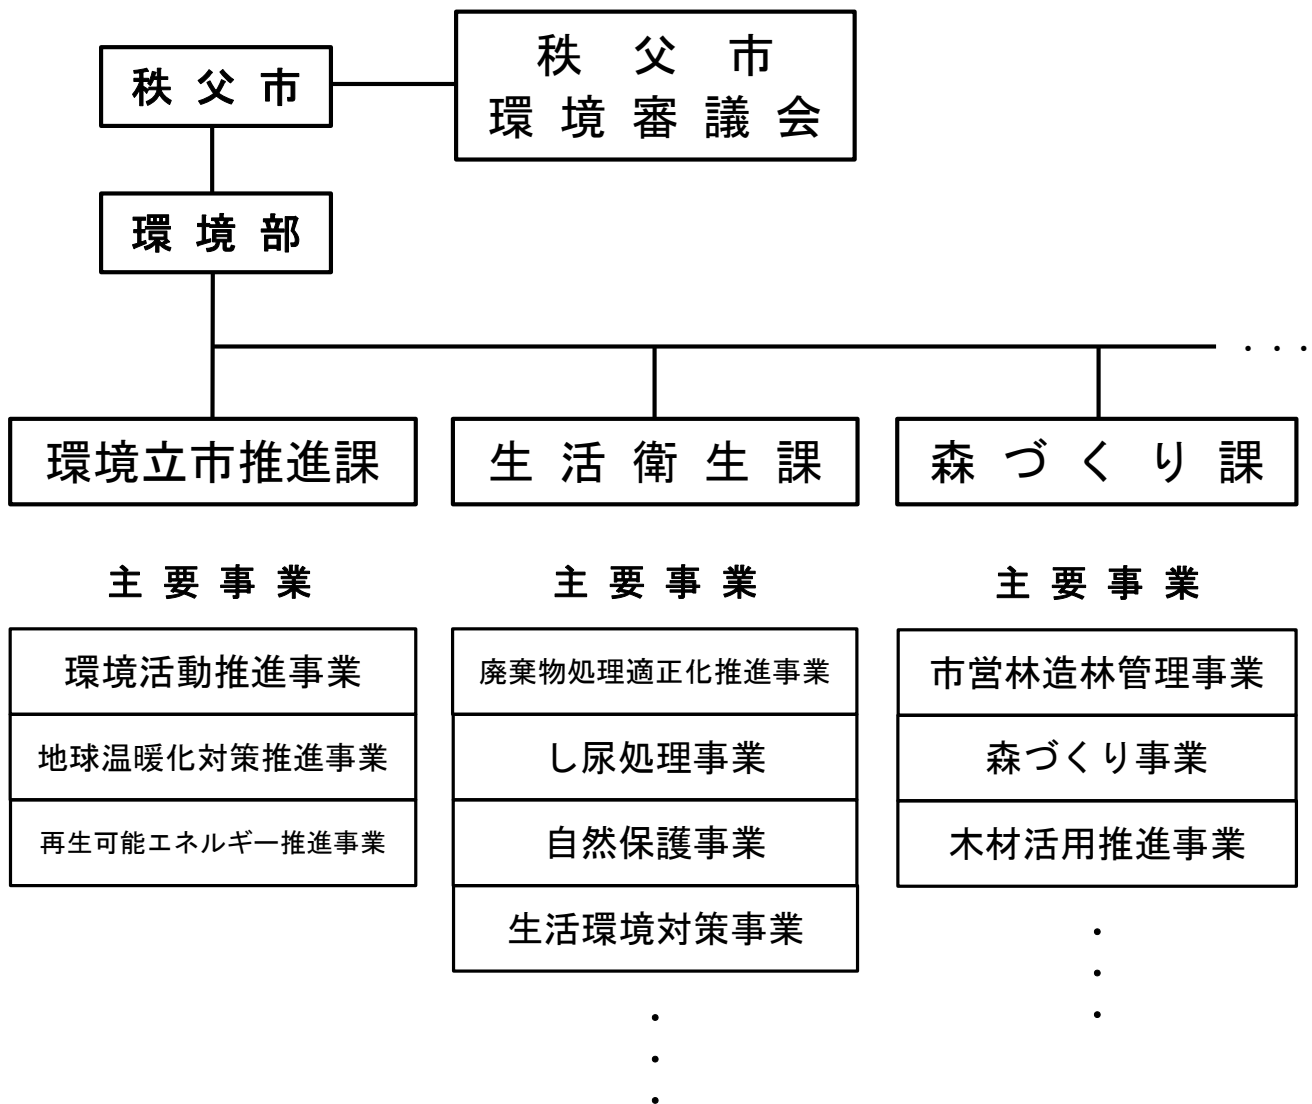 秩父市
秩父市
環境審議会
環境部
・・・
環境立市推進課
生活衛生課
森づくり課
主要事業
主要事業
主要事業
環境活動推進事業
廃棄物処理適正化推進事業
市営林造林管理事業
地球温暖化対策推進事業
し尿処理事業
森づくり事業
再生可能エネルギー推進事業
自然保護事業
木材活用推進事業
生活環境対策事業
・
・
・
・
・
・